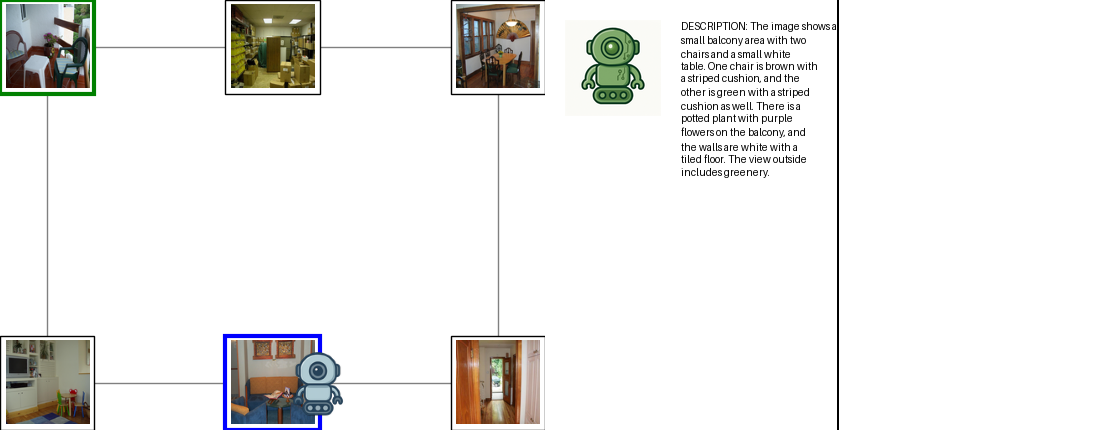 DESCRIPTION: The image shows a
small balcony area with two
chairs and a small white
table. One chair is brown with
a striped cushion, and the
other is green with a striped
cushion as well. There is a
potted plant with purple
flowers on the balcony, and
the walls are white with a
tiled floor. The view outside
includes greenery.